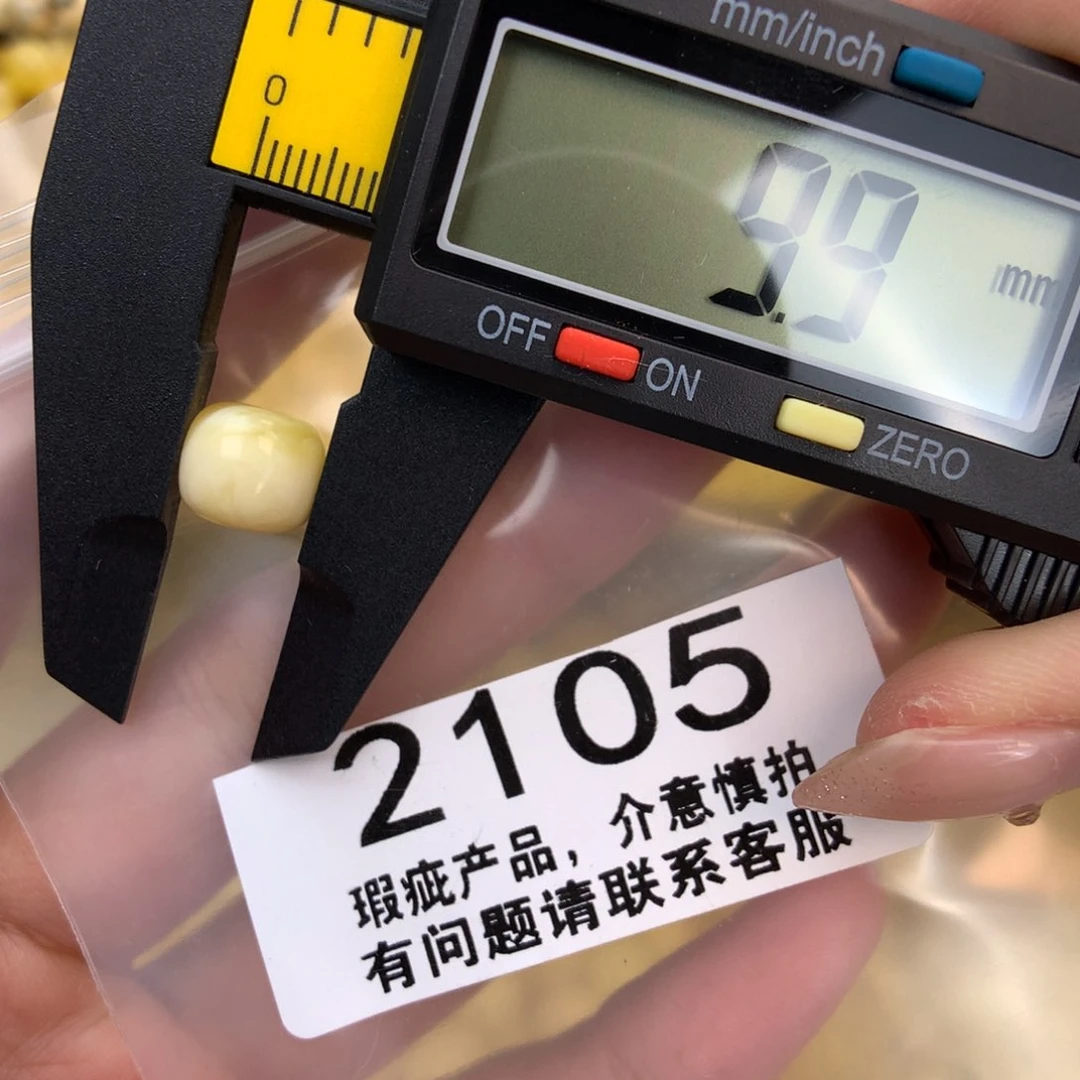 mm/inch
0
9.9 mm
OFF ON
ZERO
2105
瑕疵产品，介意慎拍
有问题请联系客服